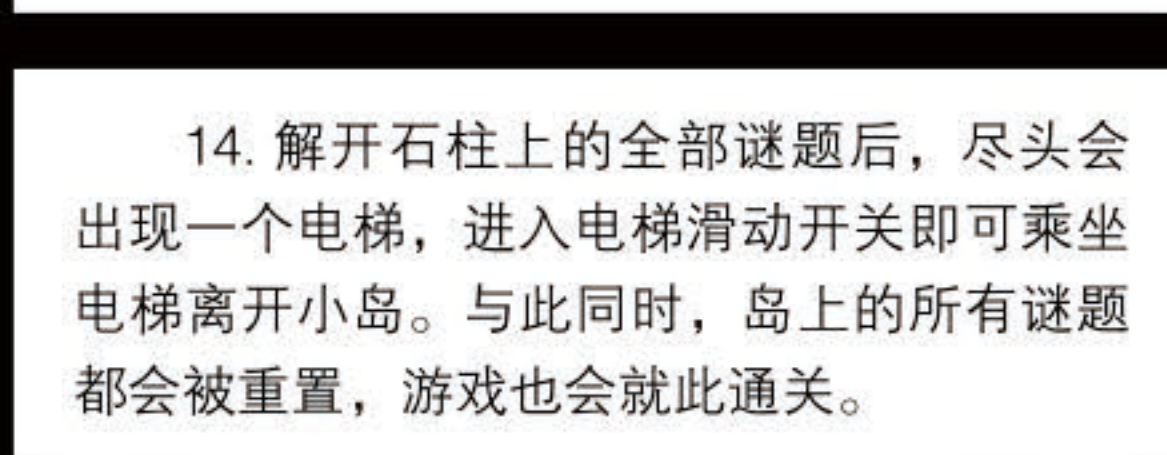 14. 解开石柱上的全部谜题后，尽头会
出现一个电梯，进入电梯滑动开关即可乘坐
电梯离开小岛。与此同时，岛上的所有谜题
都会被重置，游戏也会就此通关。